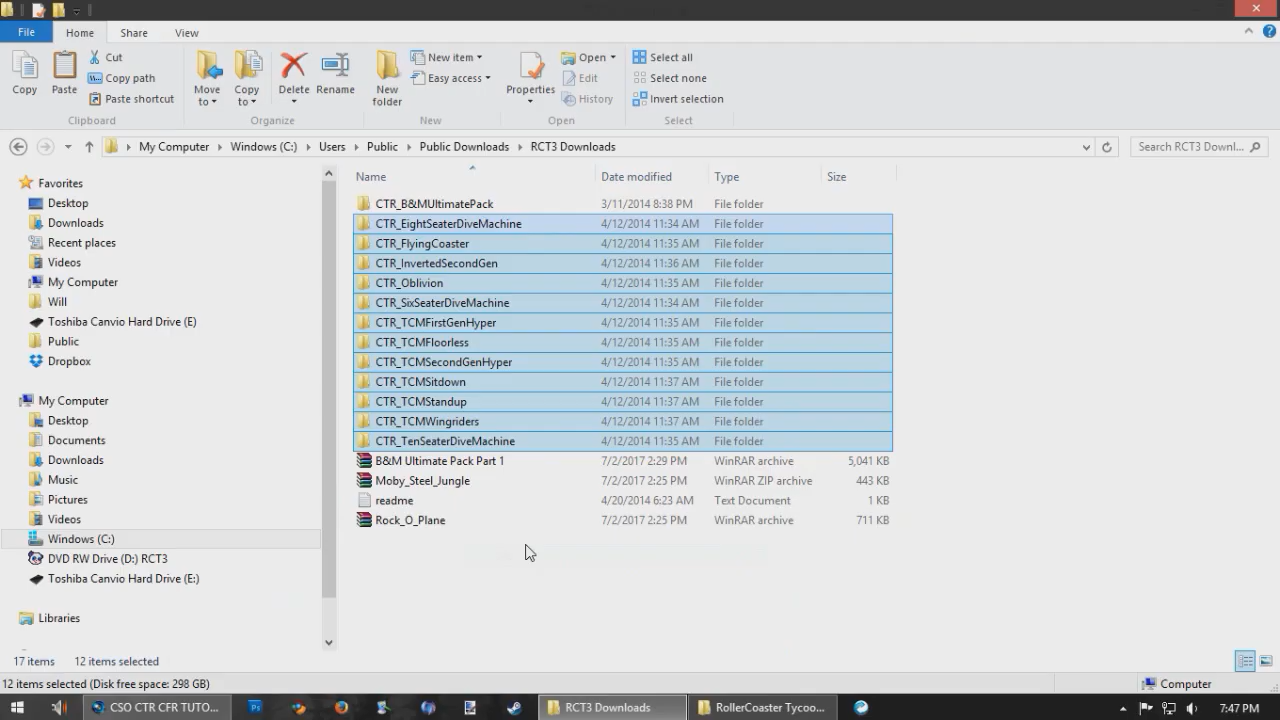 File Home Share View
Copy Paste Cut Copy path Paste shortcut Move to Copy to Delete Rename New folder New item Easy access Properties Open Edit History Select all Select none Invert selection
Clipboard Organize New Open Select
My Computer Windows (C:) Users Public Public Downloads RCT3 Downloads Search RCT3 Downl...
Name Date modified Type Size
Favorites
Desktop
Downloads
Recent places
Videos
My Computer
Will
Toshiba Canvio Hard Drive (E)
Public
Dropbox
My Computer
Desktop
Documents
Downloads
Music
Pictures
Videos
Windows (C:)
DVD RW Drive (D:) RCT3
Toshiba Canvio Hard Drive (E:)
Libraries
CTR_B&MUltimatePack 3/11/2014 8:38 PM File folder
CTR_EightSeaterDiveMachine 4/12/2014 11:34 AM File folder
CTR_FlyingCoaster 4/12/2014 11:35 AM File folder
CTR_InvertedSecondGen 4/12/2014 11:36 AM File folder
CTR_Oblivion 4/12/2014 11:35 AM File folder
CTR_SixSeaterDiveMachine 4/12/2014 11:34 AM File folder
CTR_TCMFirstGenHyper 4/12/2014 11:35 AM File folder
CTR_TCMFloorless 4/12/2014 11:35 AM File folder
CTR_TCMSecondGenHyper 4/12/2014 11:35 AM File folder
CTR_TCMSitdown 4/12/2014 11:37 AM File folder
CTR_TCMStandup 4/12/2014 11:37 AM File folder
CTR_TCMWingriders 4/12/2014 11:37 AM File folder
CTR_TenSeaterDiveMachine 4/12/2014 11:35 AM File folder
B&M Ultimate Pack Part 1 7/2/2017 2:29 PM WinRAR archive 5,041 KB
Moby_Steel_Jungle 7/2/2017 2:25 PM WinRAR ZIP archive 443 KB
readme 4/20/2014 6:23 AM Text Document 1 KB
Rock_O_Plane 7/2/2017 2:25 PM WinRAR archive 711 KB
17 items 12 items selected
12 items selected (Disk free space: 298 GB) Computer
CSO CTR CFR TUTO... RCT3 Downloads RollerCoaster Tycoo... 7:47 PM